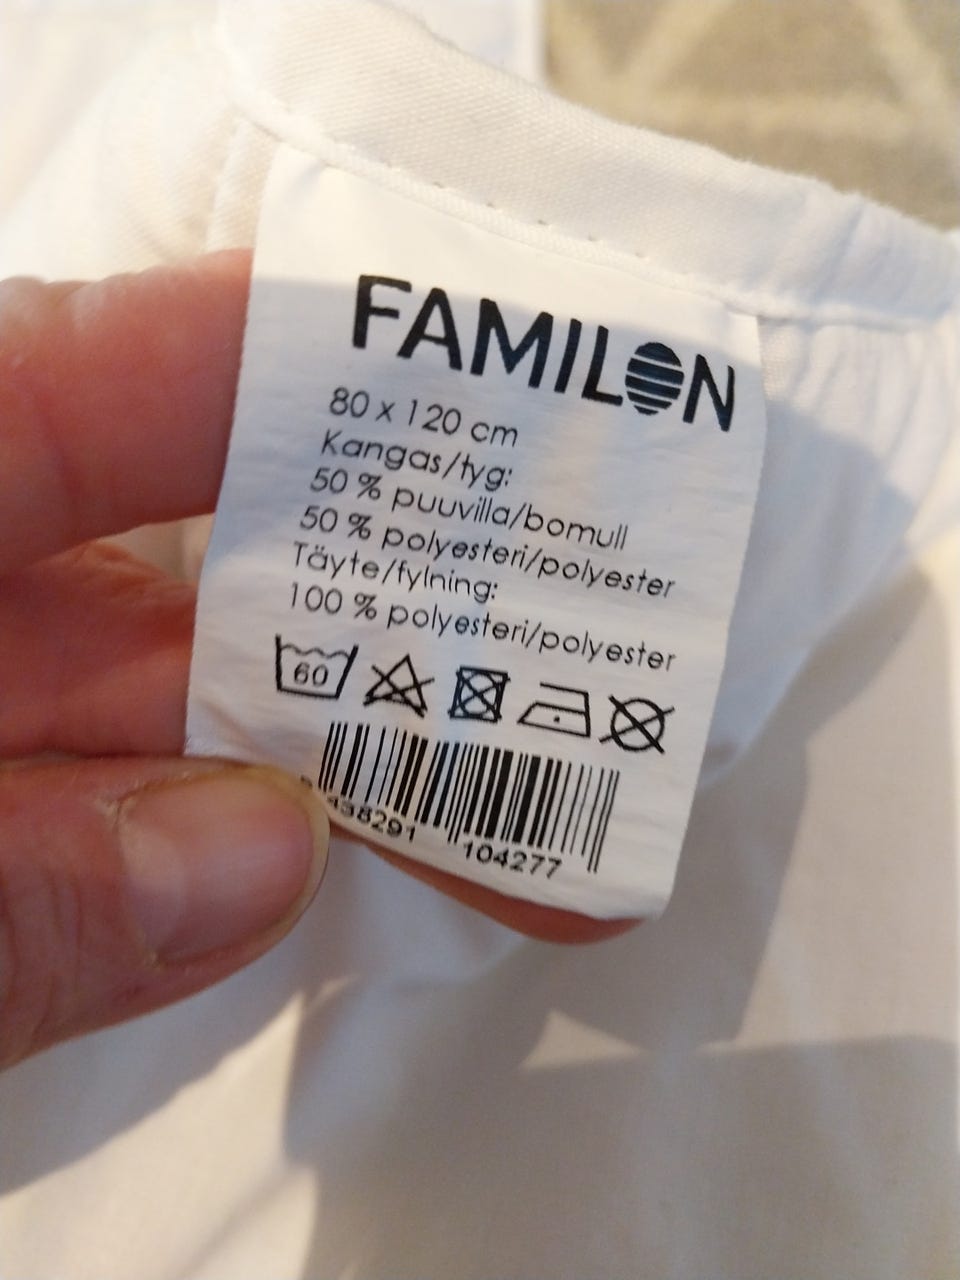 FAMILON
80 x 120 cm
Kangas/tyg:
50 % puuvilla/bomull
50 % polyesteri/polyester
Täyte/fylning:
100 % polyesteri/polyester
60
438291 104277